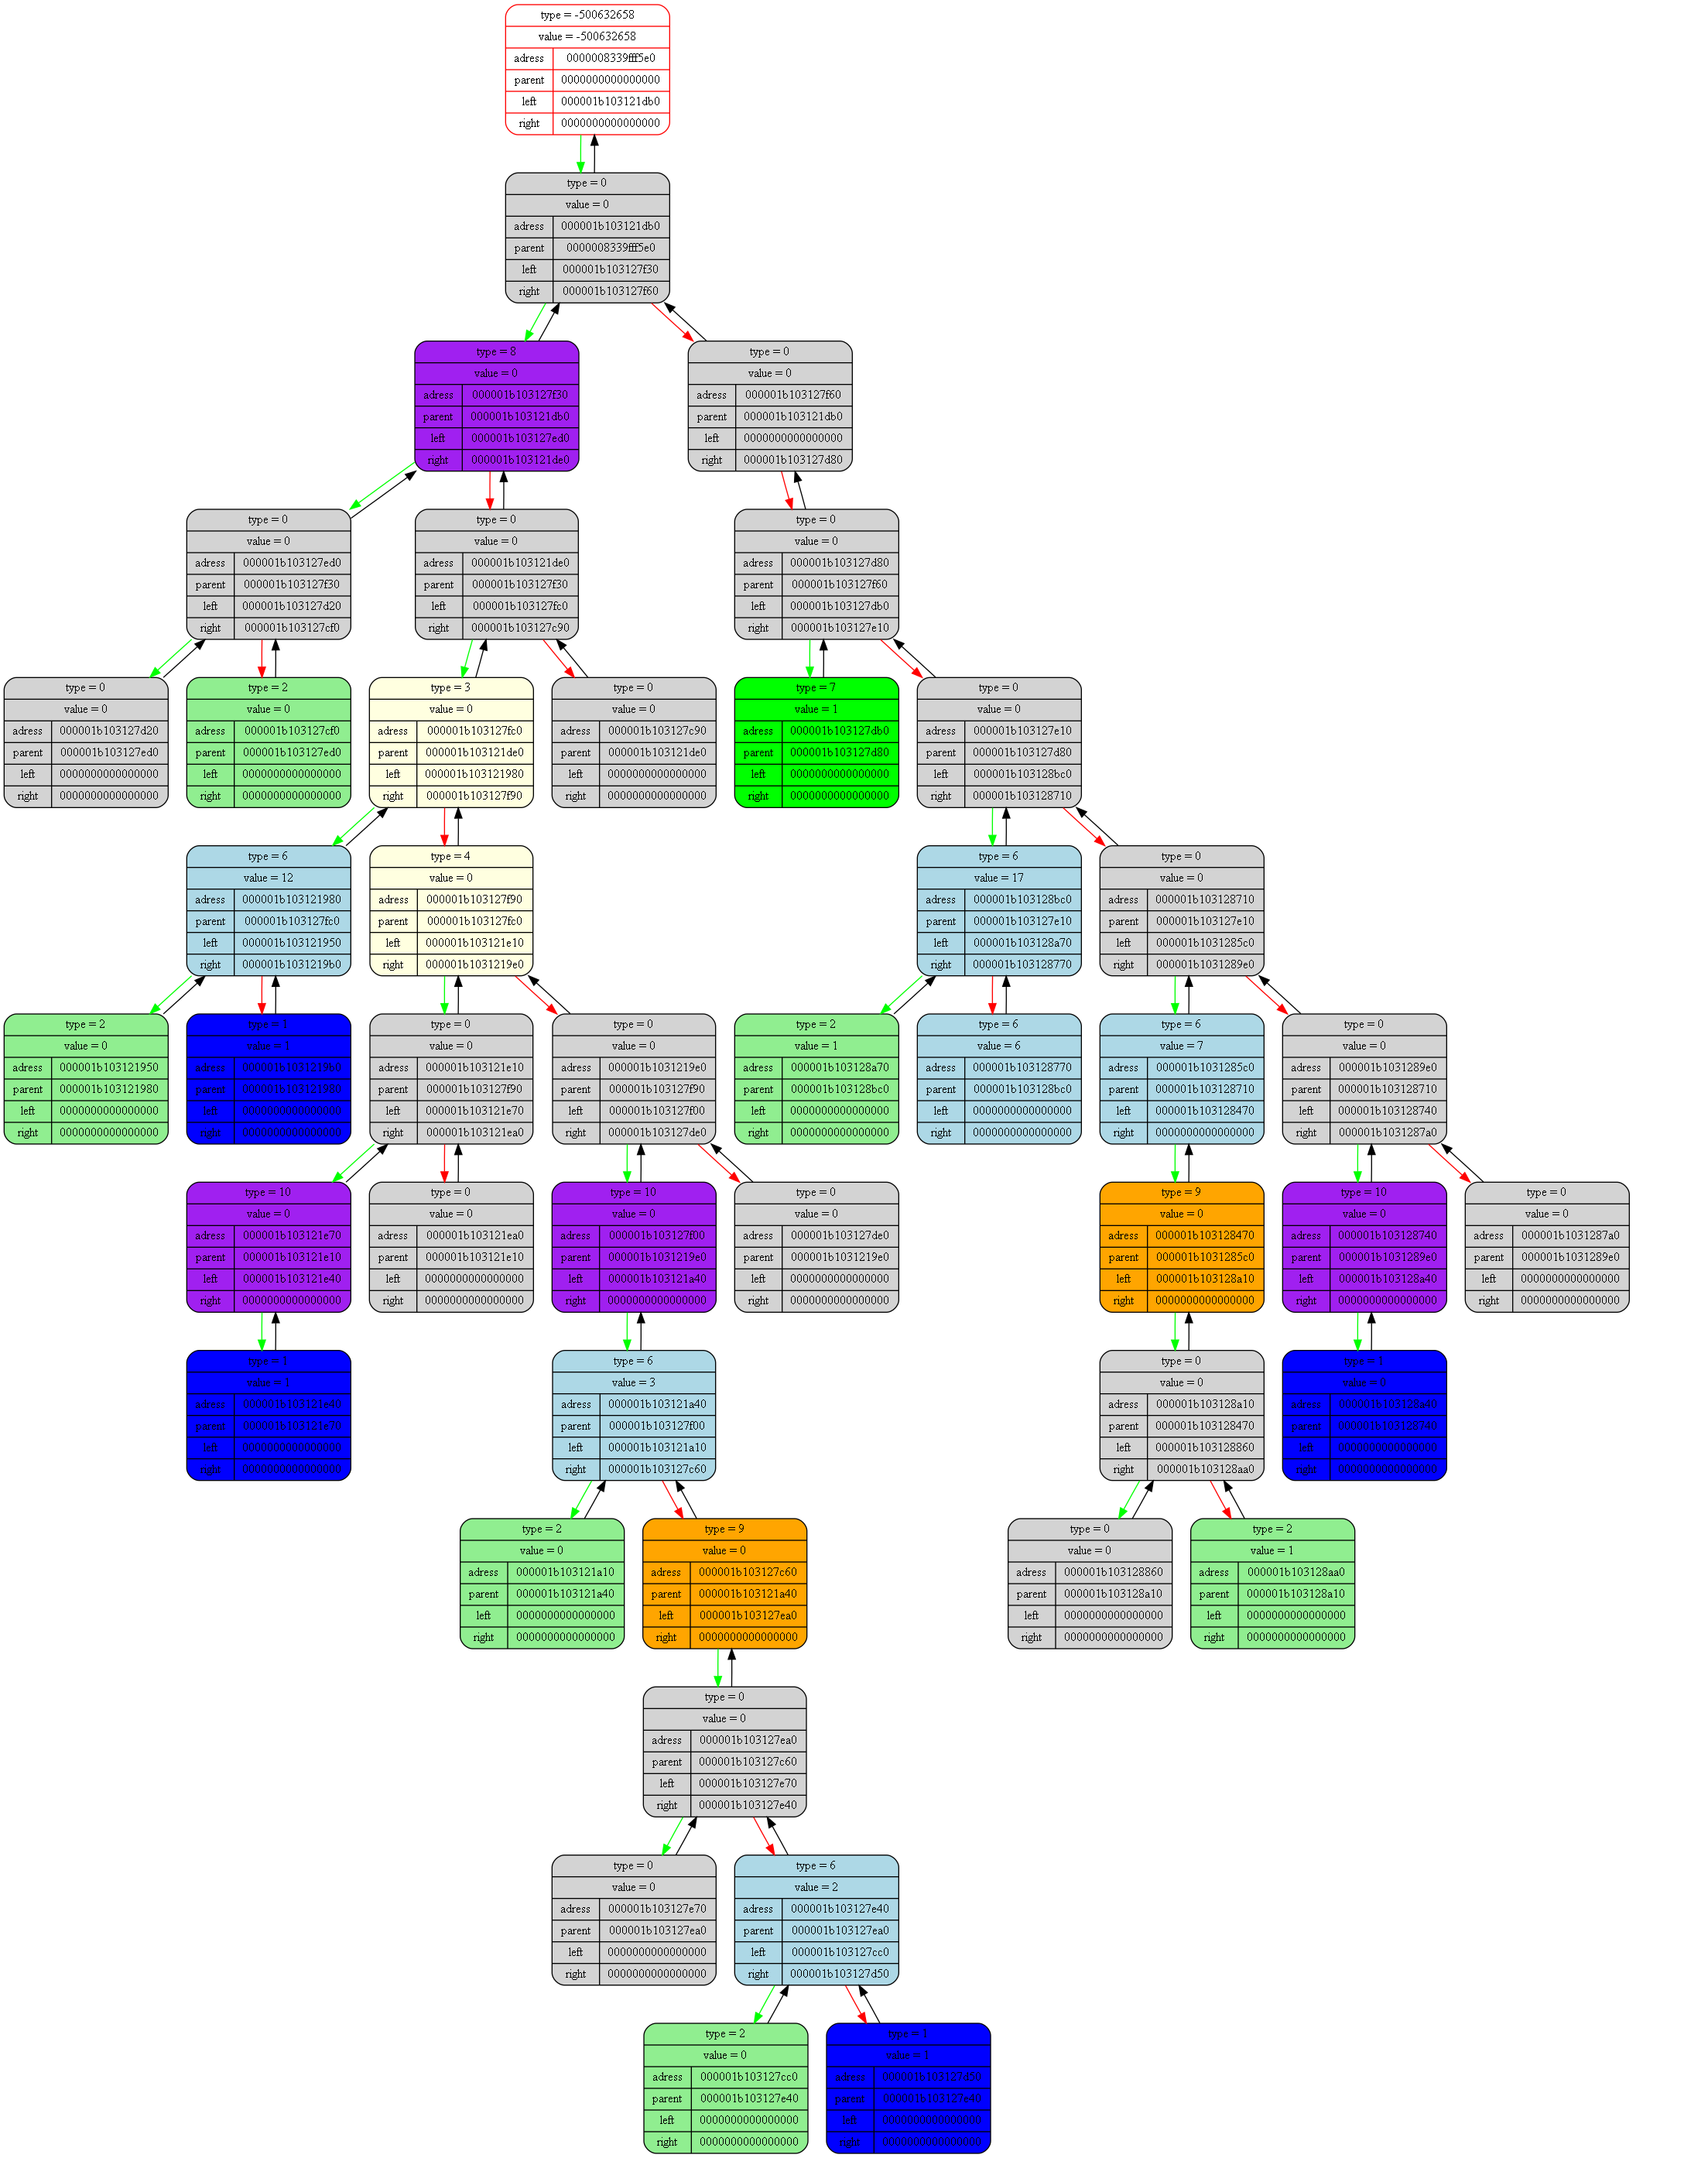 type = -500632658
value = -500632658
adress 0000008339fff5e0
parent 0000000000000000
left 000001b103121db0
right 0000000000000000
type = 0
value = 0
adress 000001b103121db0
parent 0000008339fff5e0
left 000001b103127f30
right 000001b103127f60
type = 8
value = 0
adress 000001b103127f30
parent 000001b103121db0
left 000001b103127ed0
right 000001b103121de0
type = 0
value = 0
adress 000001b103127f60
parent 000001b103121db0
left 0000000000000000
right 000001b103127d80
type = 0
value = 0
adress 000001b103127ed0
parent 000001b103127f30
left 000001b103127d20
right 000001b103127cf0
type = 0
value = 0
adress 000001b103121de0
parent 000001b103127f30
left 000001b103127fc0
right 000001b103127c90
type = 0
value = 0
adress 000001b103127d80
parent 000001b103127f60
left 000001b103127db0
right 000001b103127e10
type = 0
value = 0
adress 000001b103127d20
parent 000001b103127ed0
left 0000000000000000
right 0000000000000000
type = 2
value = 0
adress 000001b103127cf0
parent 000001b103127ed0
left 0000000000000000
right 0000000000000000
type = 3
value = 0
adress 000001b103127fc0
parent 000001b103121de0
left 000001b103121980
right 000001b103127f90
type = 0
value = 0
adress 000001b103127c90
parent 000001b103121de0
left 0000000000000000
right 0000000000000000
type = 7
value = 1
adress 000001b103127db0
parent 000001b103127d80
left 0000000000000000
right 0000000000000000
type = 0
value = 0
adress 000001b103127e10
parent 000001b103127d80
left 000001b103128bc0
right 000001b103128710
type = 6
value = 12
adress 000001b103121980
parent 000001b103127fc0
left 000001b103121950
right 000001b1031219b0
type = 4
value = 0
adress 000001b103127f90
parent 000001b103127fc0
left 000001b103121e10
right 000001b1031219e0
type = 6
value = 17
adress 000001b103128bc0
parent 000001b103127e10
left 000001b103128a70
right 000001b103128770
type = 0
value = 0
adress 000001b103128710
parent 000001b103127e10
left 000001b1031285c0
right 000001b1031289e0
type = 2
value = 0
adress 000001b103121950
parent 000001b103121980
left 0000000000000000
right 0000000000000000
type = 1
value = 1
adress 000001b1031219b0
parent 000001b103121980
left 0000000000000000
right 0000000000000000
type = 0
value = 0
adress 000001b103121e10
parent 000001b103127f90
left 000001b103121e70
right 000001b103121ea0
type = 0
value = 0
adress 000001b1031219e0
parent 000001b103127f90
left 000001b103127f00
right 000001b103127de0
type = 2
value = 1
adress 000001b103128a70
parent 000001b103128bc0
left 0000000000000000
right 0000000000000000
type = 6
value = 6
adress 000001b103128770
parent 000001b103128bc0
left 0000000000000000
right 0000000000000000
type = 6
value = 7
adress 000001b1031285c0
parent 000001b103128710
left 000001b103128470
right 0000000000000000
type = 0
value = 0
adress 000001b1031289e0
parent 000001b103128710
left 000001b103128740
right 000001b1031287a0
type = 10
value = 0
adress 000001b103121e70
parent 000001b103121e10
left 000001b103121e40
right 0000000000000000
type = 0
value = 0
adress 000001b103121ea0
parent 000001b103121e10
left 0000000000000000
right 0000000000000000
type = 10
value = 0
adress 000001b103127f00
parent 000001b1031219e0
left 000001b103121a40
right 0000000000000000
type = 0
value = 0
adress 000001b103127de0
parent 000001b1031219e0
left 0000000000000000
right 0000000000000000
type = 9
value = 0
adress 000001b103128470
parent 000001b1031285c0
left 000001b103128a10
right 0000000000000000
type = 10
value = 0
adress 000001b103128740
parent 000001b1031289e0
left 000001b103128a40
right 0000000000000000
type = 0
value = 0
adress 000001b1031287a0
parent 000001b1031289e0
left 0000000000000000
right 0000000000000000
type = 1
value = 1
adress 000001b103121e40
parent 000001b103121e70
left 0000000000000000
right 0000000000000000
type = 6
value = 3
adress 000001b103121a40
parent 000001b103127f00
left 000001b103121a10
right 000001b103127c60
type = 0
value = 0
adress 000001b103128a10
parent 000001b103128470
left 000001b103128860
right 000001b103128aa0
type = 1
value = 0
adress 000001b103128a40
parent 000001b103128740
left 0000000000000000
right 0000000000000000
type = 2
value = 0
adress 000001b103121a10
parent 000001b103121a40
left 0000000000000000
right 0000000000000000
type = 9
value = 0
adress 000001b103127c60
parent 000001b103121a40
left 000001b103127ea0
right 0000000000000000
type = 0
value = 0
adress 000001b103128860
parent 000001b103128a10
left 0000000000000000
right 0000000000000000
type = 2
value = 1
adress 000001b103128aa0
parent 000001b103128a10
left 0000000000000000
right 0000000000000000
type = 0
value = 0
adress 000001b103127ea0
parent 000001b103127c60
left 000001b103127e70
right 000001b103127e40
type = 0
value = 0
adress 000001b103127e70
parent 000001b103127ea0
left 0000000000000000
right 0000000000000000
type = 6
value = 2
adress 000001b103127e40
parent 000001b103127ea0
left 000001b103127cc0
right 000001b103127d50
type = 2
value = 0
adress 000001b103127cc0
parent 000001b103127e40
left 0000000000000000
right 0000000000000000
type = 1
value = 1
adress 000001b103127d50
parent 000001b103127e40
left 0000000000000000
right 0000000000000000